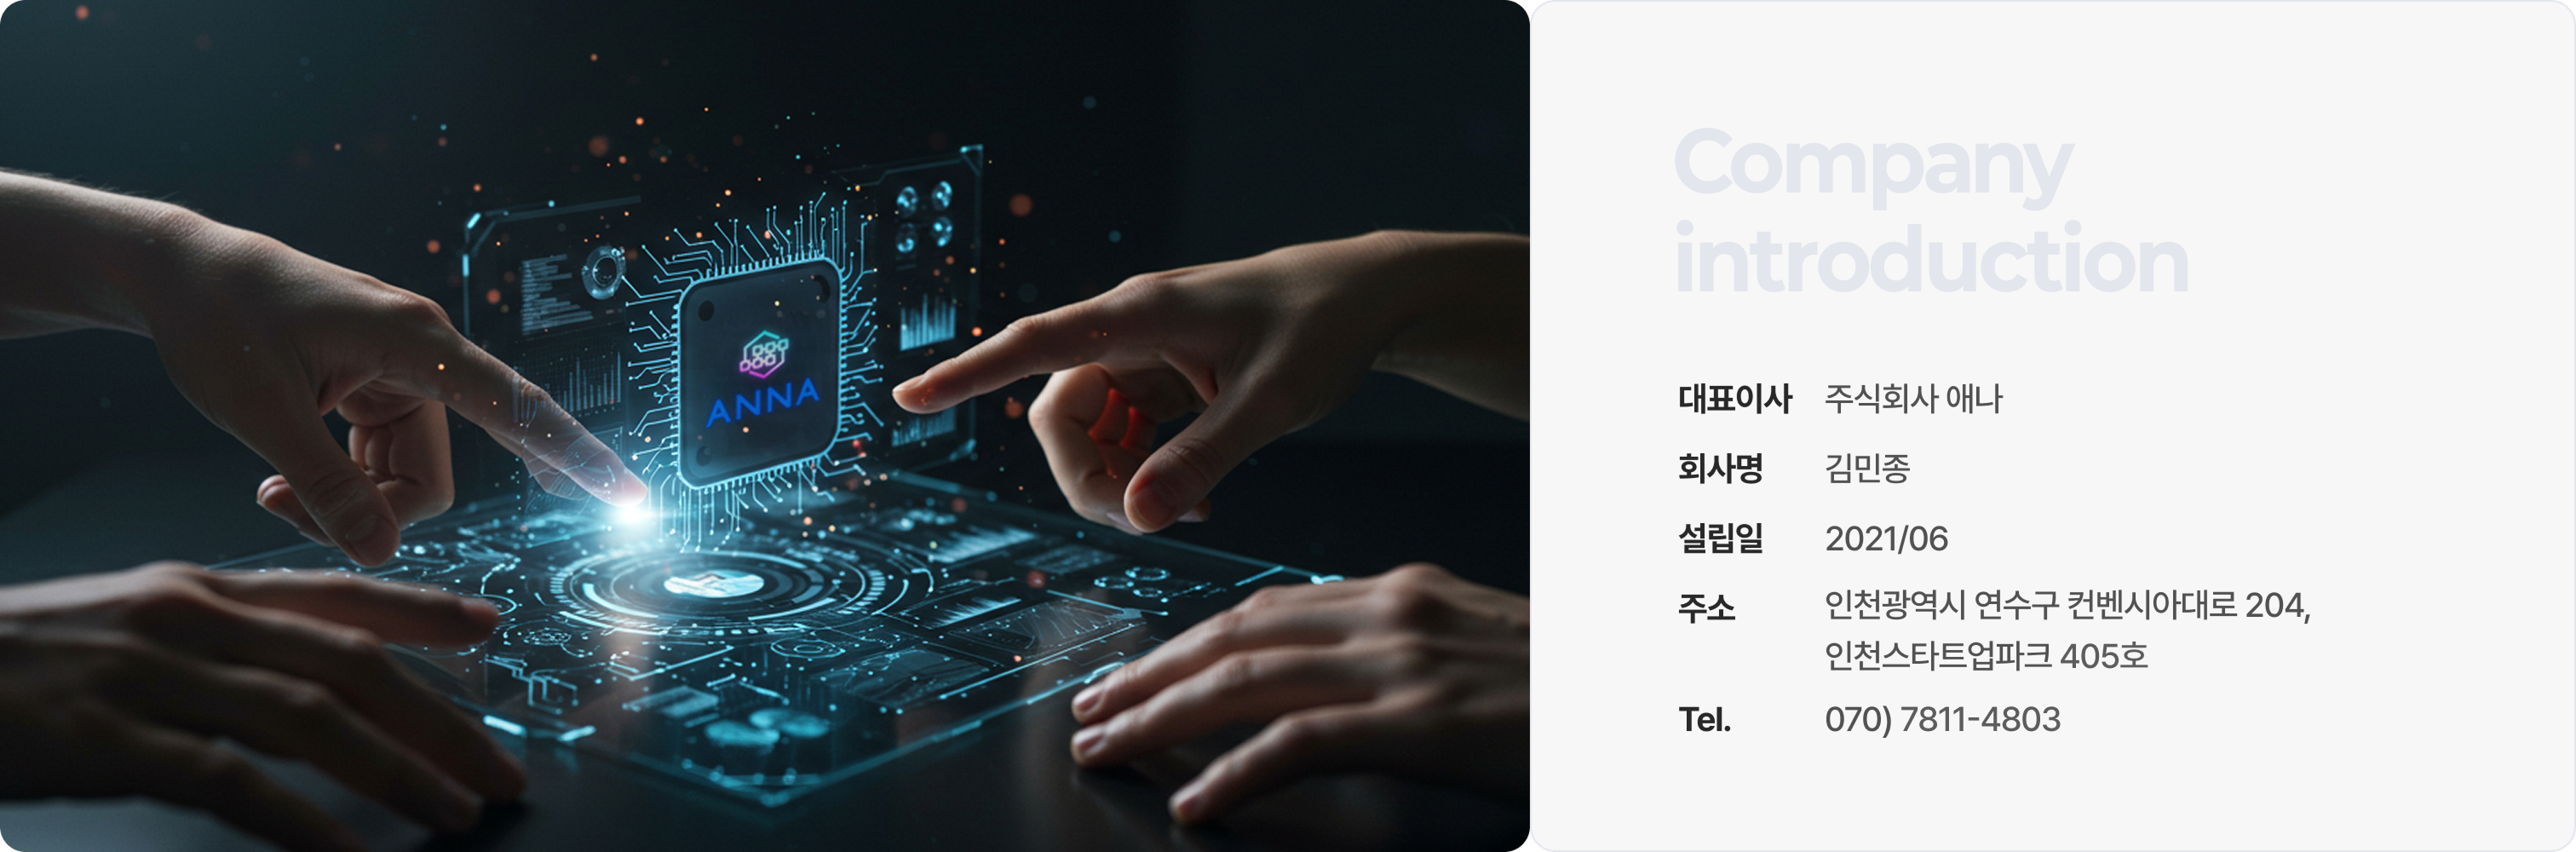 ANNA
Company
introduction
대표이사 주식회사 애나
회사명 김민종
설립일 2021/06
주소 인천광역시 연수구 컨벤시아대로 204,
인천스타트업파크 405호
Tel. 070) 7811-4803